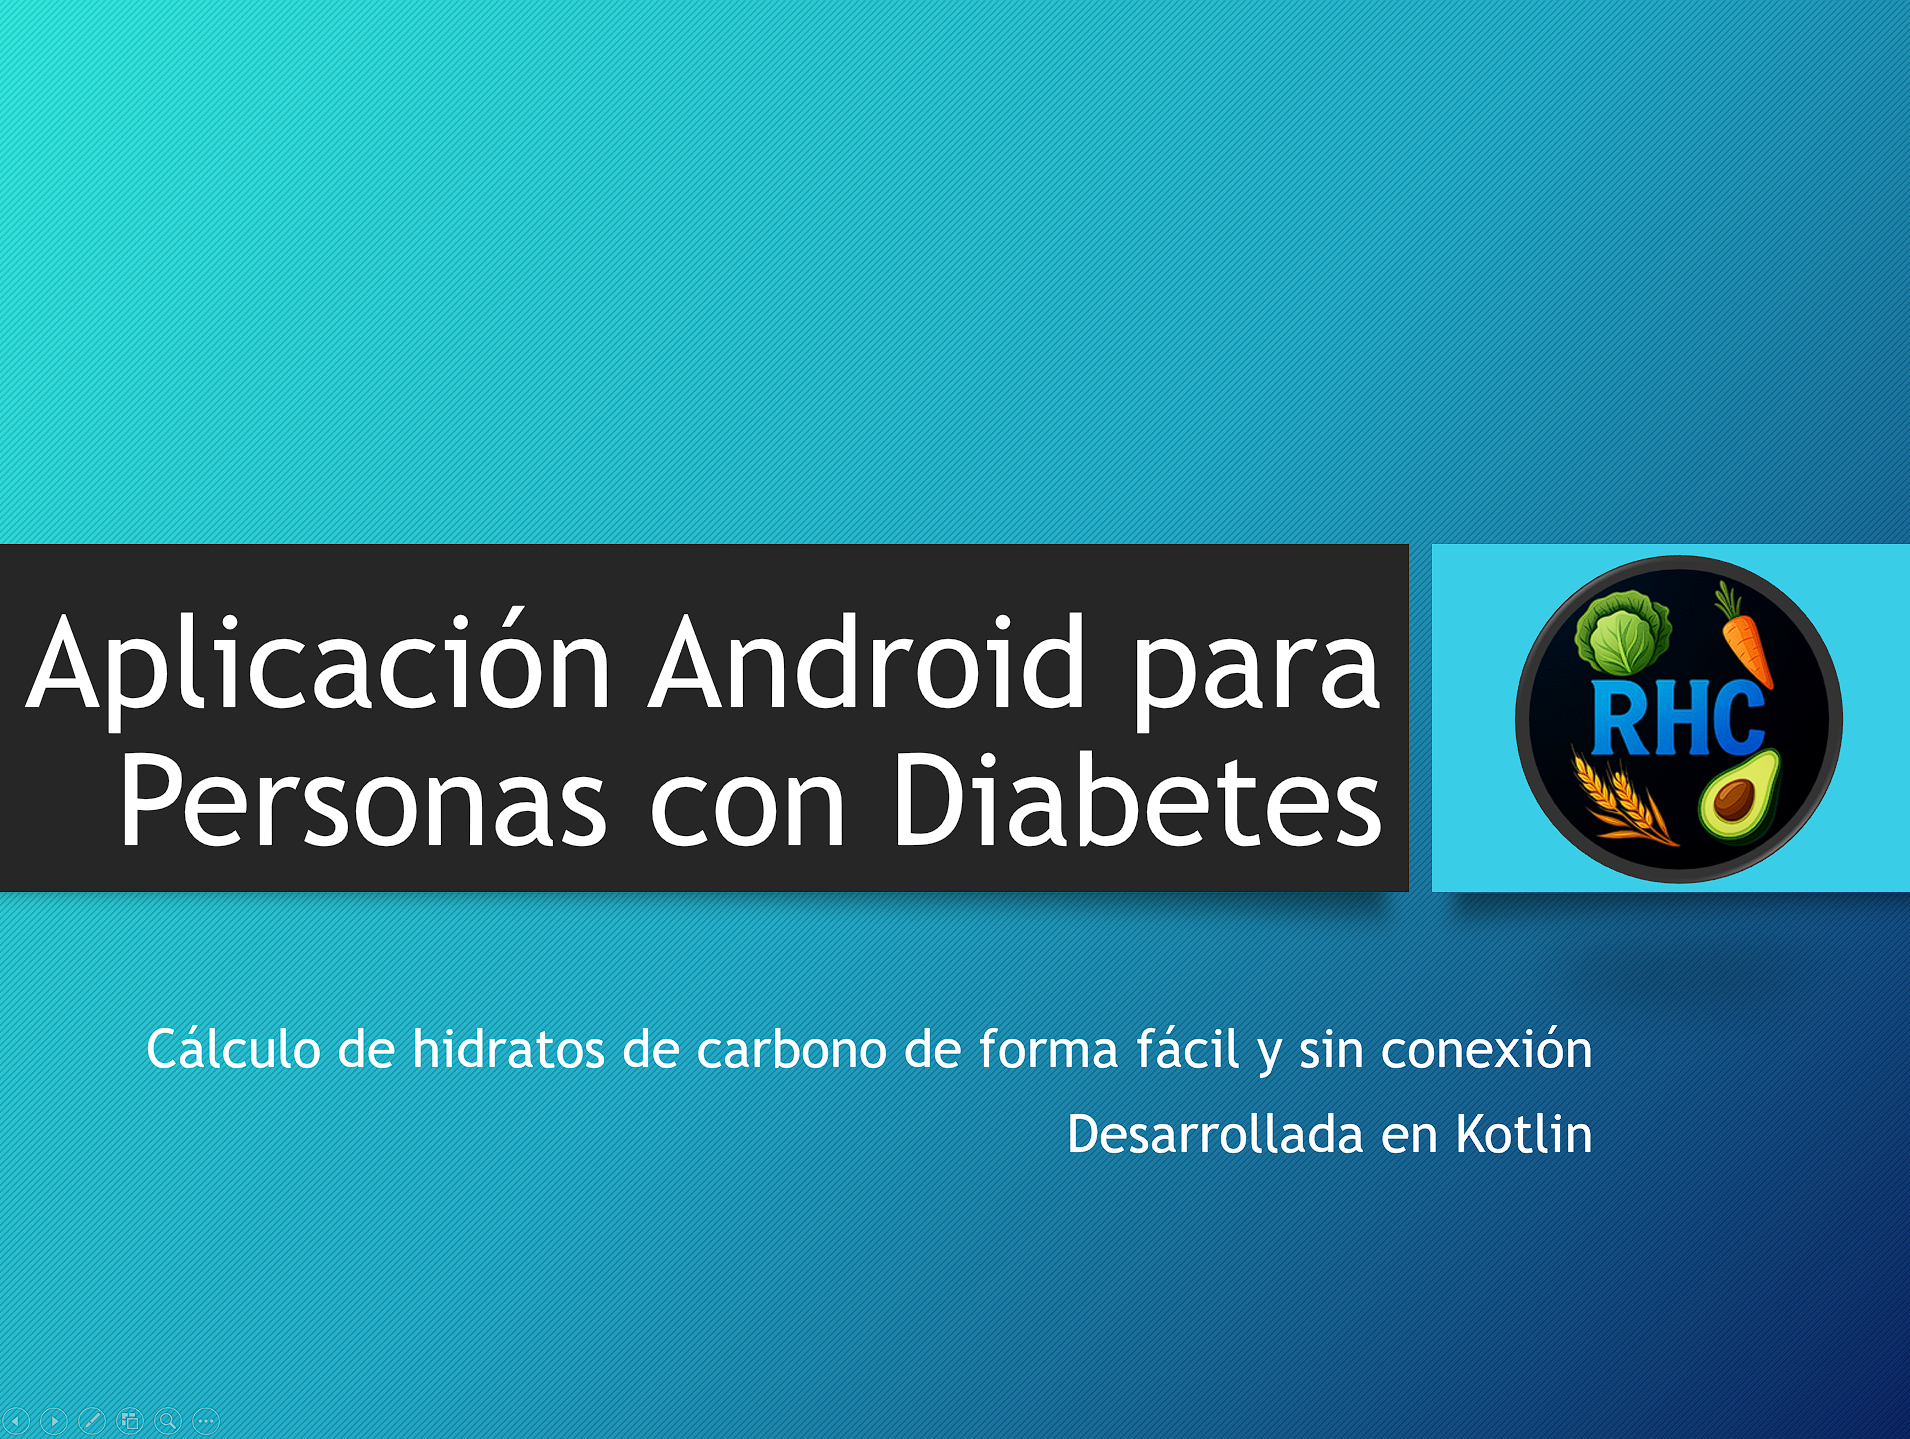 Aplicación Android para
Personas con Diabetes
RHC
Cálculo de hidratos de carbono de forma fácil y sin conexión
Desarrollada en Kotlin